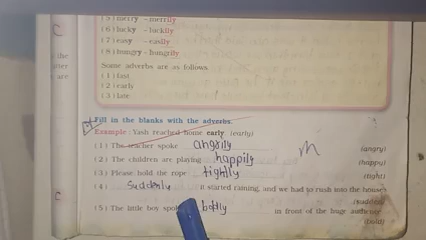 (5) merry - merrily
(6) lucky - luckily
(7) easy - easily
(8) hungry - hungrily
Some adverbs are as follows
(1) fast
(2) early
(3) late
Fill in the blanks with the adverbs.
Example : Yash reached home early. (early)
(1) The teacher spoke angrily (angry)
(2) The children are playing happily (happy)
(3) Please hold the rope tightly (tight)
(4) Suddenly it started raining, and we had to rush into the house.
(sudden)
(5) The little boy spoke in front of the huge audience
(bold)